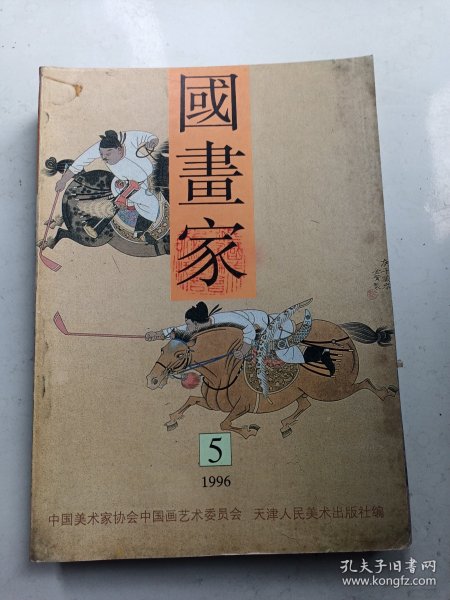 國畫家
5
1996
中国美术家协会中国画艺术委员会 天津人民美术出版社编
孔夫子旧书网
www.kongfz.com